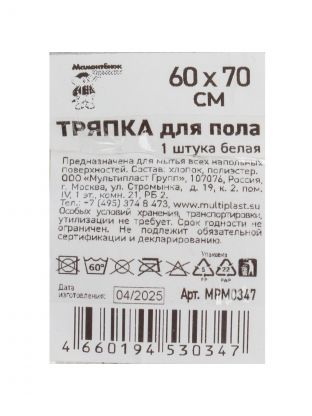 Мамонтёнок
60 x 70
СМ
ТРЯПКА для пола
1 штука белая
Предназначена для мытья всех напольных
поверхностей. Состав: хлопок, полиэстер.
ООО «Мультипласт Групп», 107076, Россия,
г. Москва, ул. Стромынка, д. 19, к. 2, пом.
IV, 1 эт., комн. 21, РБ 2.
Тел.: +7 (495) 374 8 473, www.multiplast.su
Особых условий хранения, транспортировки,
утилизации не требует. Срок годности не
ограничен. Не подлежит обязательной
сертификации и декларированию.
Упаковка
60°
5
PP
22
PAP
Дата
изготовления:
04/2025
Арт. MPM0347
4 660194 530347